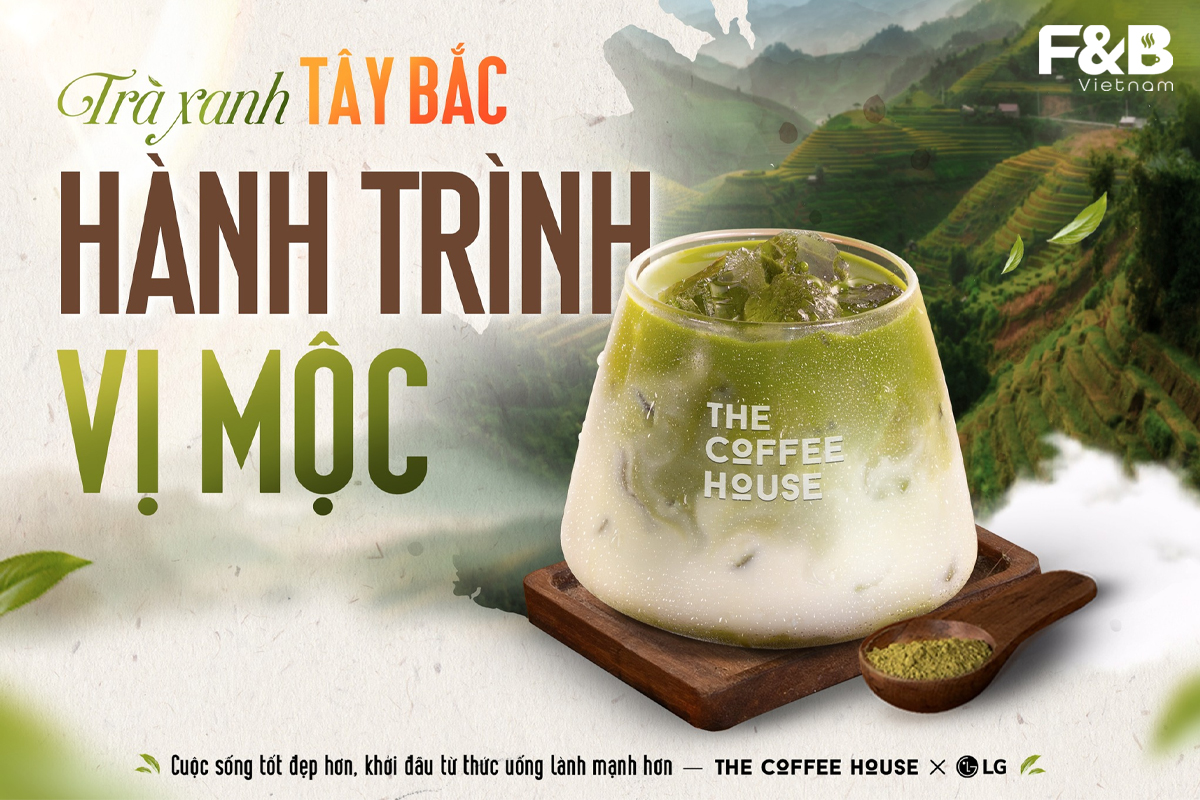 Trà xanh TÂY BẮC
F&B
Vietnam
HÀNH TRÌNH
VỊ MỘC
THE
COFFEE
HOUSE
Cuộc sống tốt đẹp hơn, khởi đầu từ thức uống lành mạnh hơn — THE COFFEE HOUSE × LG